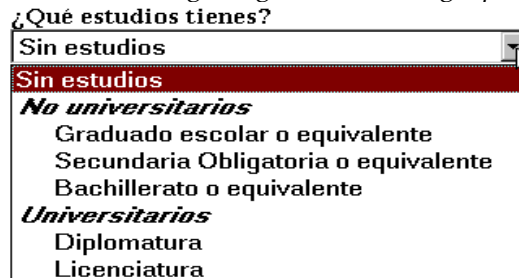 ¿Qué estudios tienes?
Sin estudios
Sin estudios
No universitarios
Graduado escolar o equivalente
Secundaria Obligatoria o equivalente
Bachillerato o equivalente
Universitarios
Diplomatura
Licenciatura